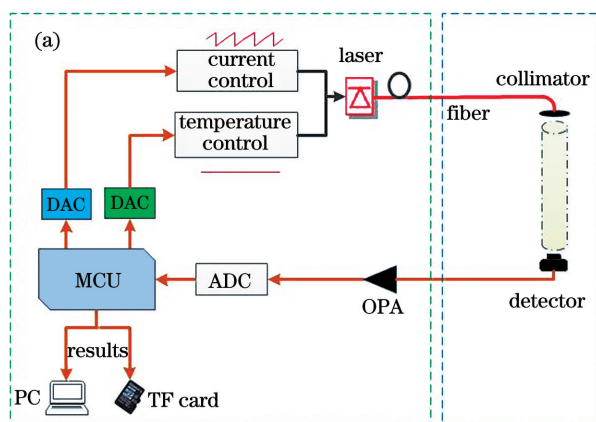 (a)
current
control
laser
collimator
temperature
control
fiber
DAC
DAC
MCU
ADC
OPA
detector
results
PC
TF card